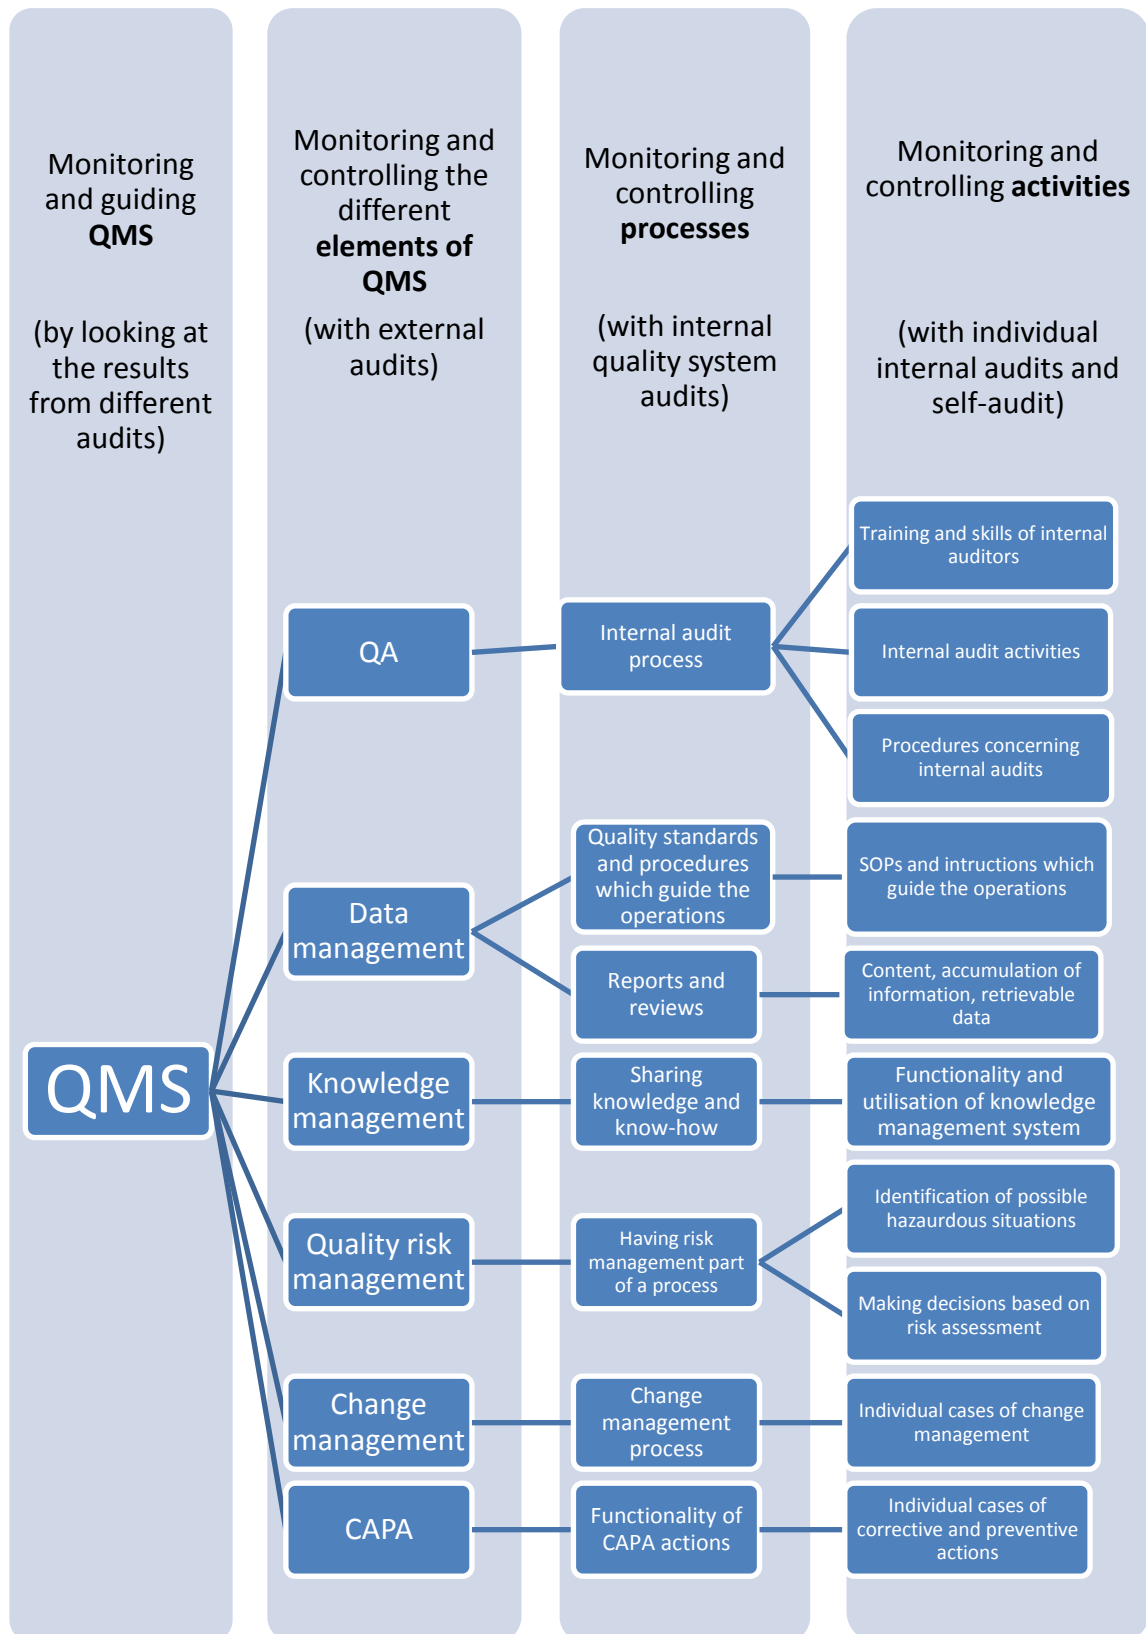 Monitoring
and guiding
QMS
(by looking at
the results
from different
audits)
Monitoring and
controlling the
different
elements of
QMS
(with external
audits)
Monitoring and
controlling
processes
(with internal
quality system
audits)
Monitoring and
controlling activities
(with individual
internal audits and
self-audit)
QMS
QA
Internal audit
process
Training and skills of internal
auditors
Internal audit activities
Procedures concerning
internal audits
Data
management
Quality standards
and procedures
which guide the
operations
SOPs and intructions which
guide the operations
Reports and
reviews
Content, accumulation of
information, retrievable
data
Knowledge
management
Sharing
knowledge and
know-how
Functionality and
utilisation of knowledge
management system
Quality risk
management
Having risk
management part
of a process
Identification of possible
hazaurdous situations
Making decisions based on
risk assessment
Change
management
Change
management
process
Individual cases of change
management
CAPA
Functionality of
CAPA actions
Individual cases of
corrective and preventive
actions